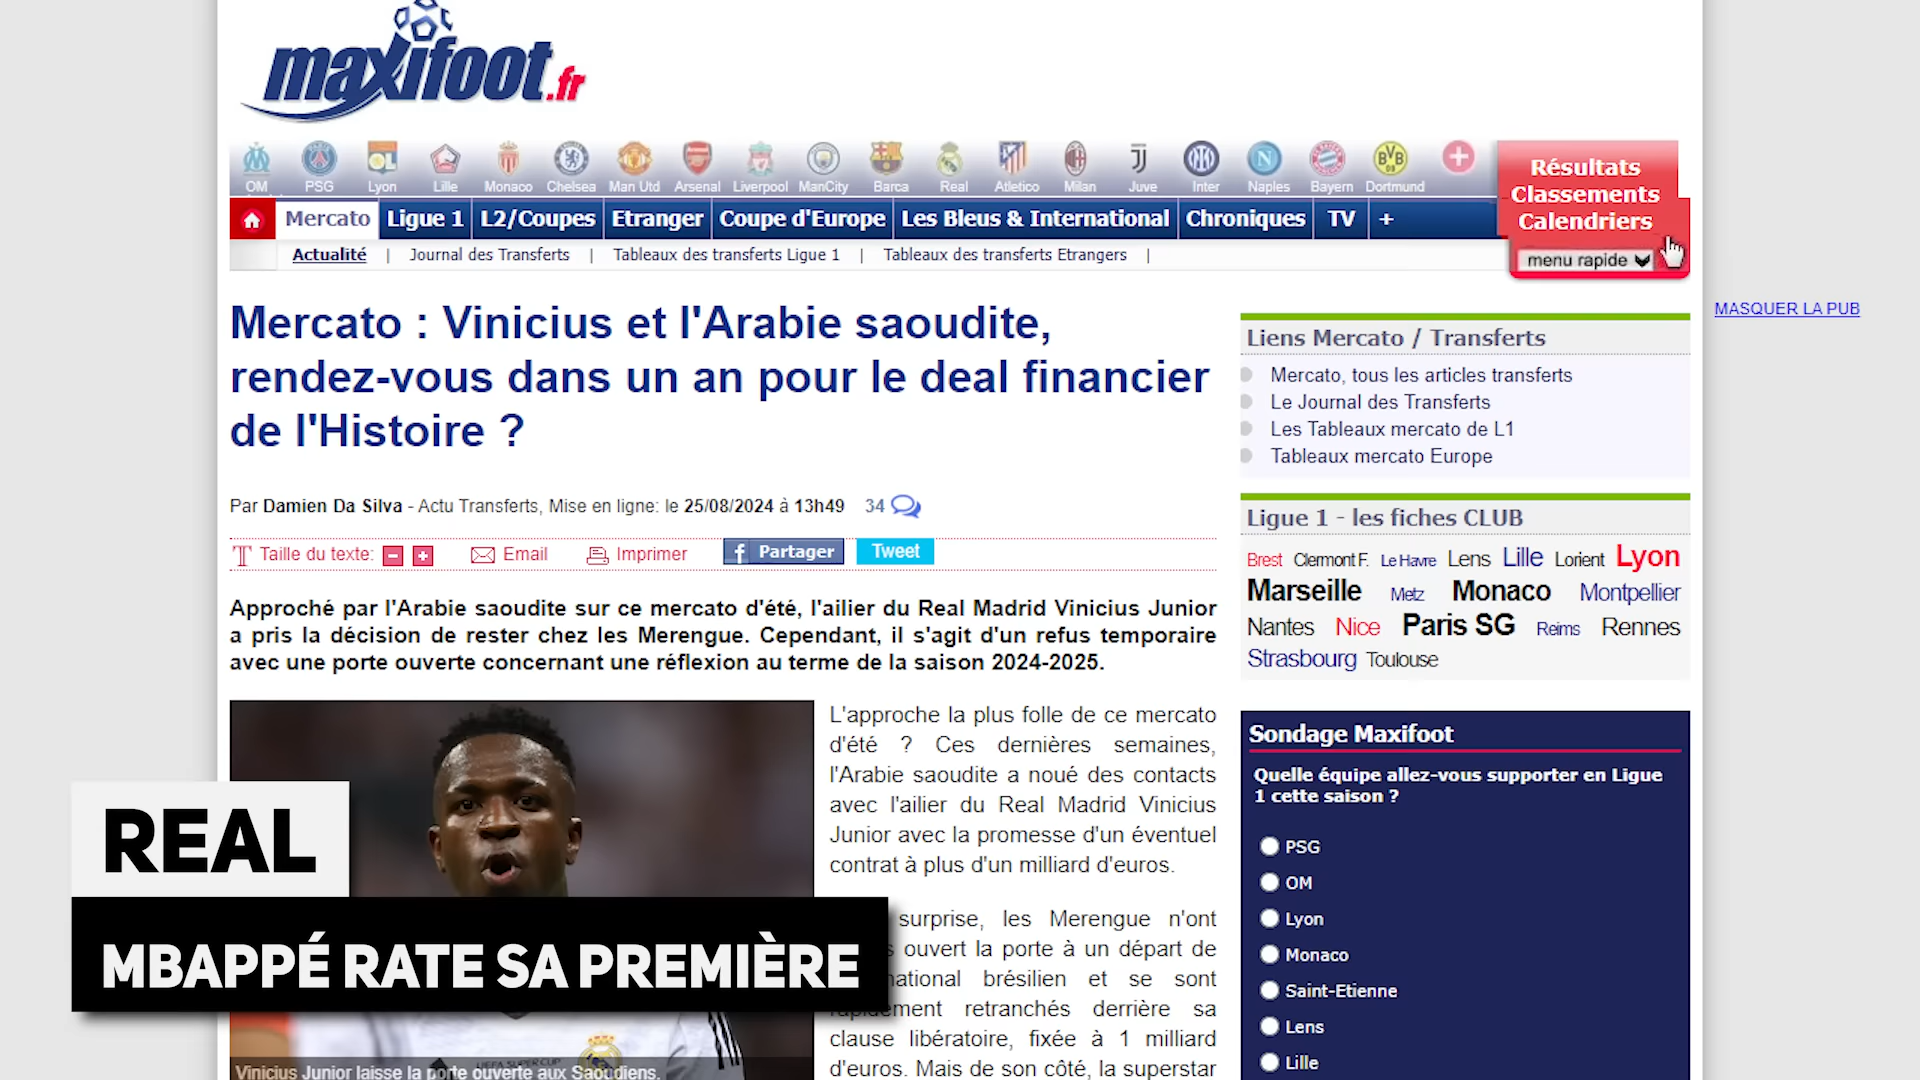 maxifoot.fr
OM PSG Lyon Lille Monaco Chelsea Man Utd Arsenal Liverpool ManCity Barca Real Atletico Milan Juve Inter Naples Bayern Dortmund
Résultats
Classements
Calendriers
menu rapide
Mercato Ligue 1 L2/Coupes Etranger Coupe d'Europe Les Bleus & International Chroniques TV +
Actualité | Journal des Transferts | Tableaux des transferts Ligue 1 | Tableaux des transferts Etrangers |
MASQUER LA PUB
Mercato : Vinicius et l'Arabie saoudite,
rendez-vous dans un an pour le deal financier
de l'Histoire ?
Par Damien Da Silva - Actu Transferts, Mise en ligne: le 25/08/2024 à 13h49 34
Taille du texte: - + Email Imprimer f Partager Tweet
Approché par l'Arabie saoudite sur ce mercato d'été, l'ailier du Real Madrid Vinicius Junior
a pris la décision de rester chez les Merengue. Cependant, il s'agit d'un refus temporaire
avec une porte ouverte concernant une réflexion au terme de la saison 2024-2025.
L'approche la plus folle de ce mercato
d'été ? Ces dernières semaines,
l'Arabie saoudite a noué des contacts
avec l'ailier du Real Madrid Vinicius
Junior avec la promesse d'un éventuel
contrat à plus d'un milliard d'euros.
surprise, les Merengue n'ont
ouvert la porte à un départ de
brésilien et se sont
retranchés derrière sa
clause libératoire, fixée à 1 milliard
d'euros. Mais de son côté, la superstar
REAL
MBAPPÉ RATE SA PREMIÈRE
UEFA SUPER CUP
Vinicius Junior laisse la porte ouverte aux Saoudiens.
Liens Mercato / Transferts
Mercato, tous les articles transferts
Le Journal des Transferts
Les Tableaux mercato de L1
Tableaux mercato Europe
Ligue 1 - les fiches CLUB
Brest Clermont F. Le Havre Lens Lille Lorient Lyon
Marseille Metz Monaco Montpellier
Nantes Nice Paris SG Reims Rennes
Strasbourg Toulouse
Sondage Maxifoot
Quelle équipe allez-vous supporter en Ligue
1 cette saison ?
PSG
OM
Lyon
Monaco
Saint-Etienne
Lens
Lille